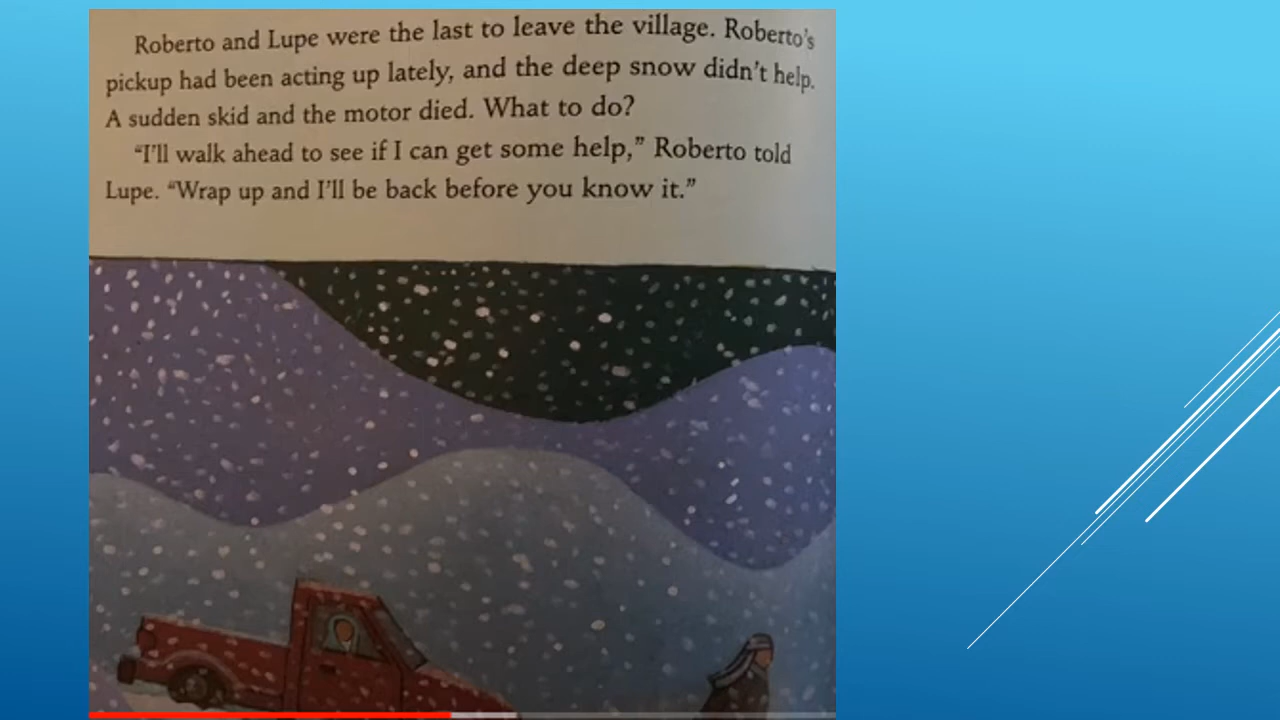 Roberto and Lupe were the last to leave the village. Roberto's
pickup had been acting up lately, and the deep snow didn't help.
A sudden skid and the motor died. What to do?
“I'll walk ahead to see if I can get some help,” Roberto told
Lupe. “Wrap up and I'll be back before you know it.”